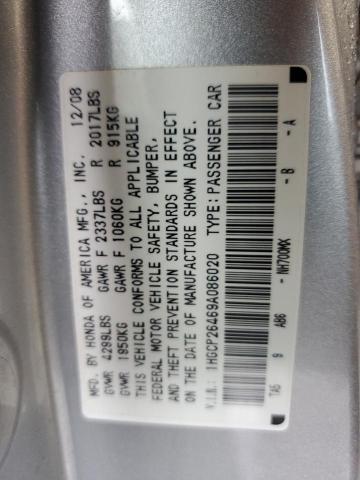 MFD. BY HONDA OF AMERICA MFG., INC. 12/08
GVWR 4299LBS GAWR F 2337LBS R 2017LBS
GVWR 1950KG GAWR F 1060KG R 915KG
THIS VEHICLE CONFORMS TO ALL APPLICABLE
FEDERAL MOTOR VEHICLE SAFETY, BUMPER,
AND THEFT PREVENTION STANDARDS IN EFFECT
ON THE DATE OF MANUFACTURE SHOWN ABOVE.
V.I.N.: 1HGCP26469A086020 TYPE: PASSENGER CAR
TA5 9 AB6 - NH700MX - B - A